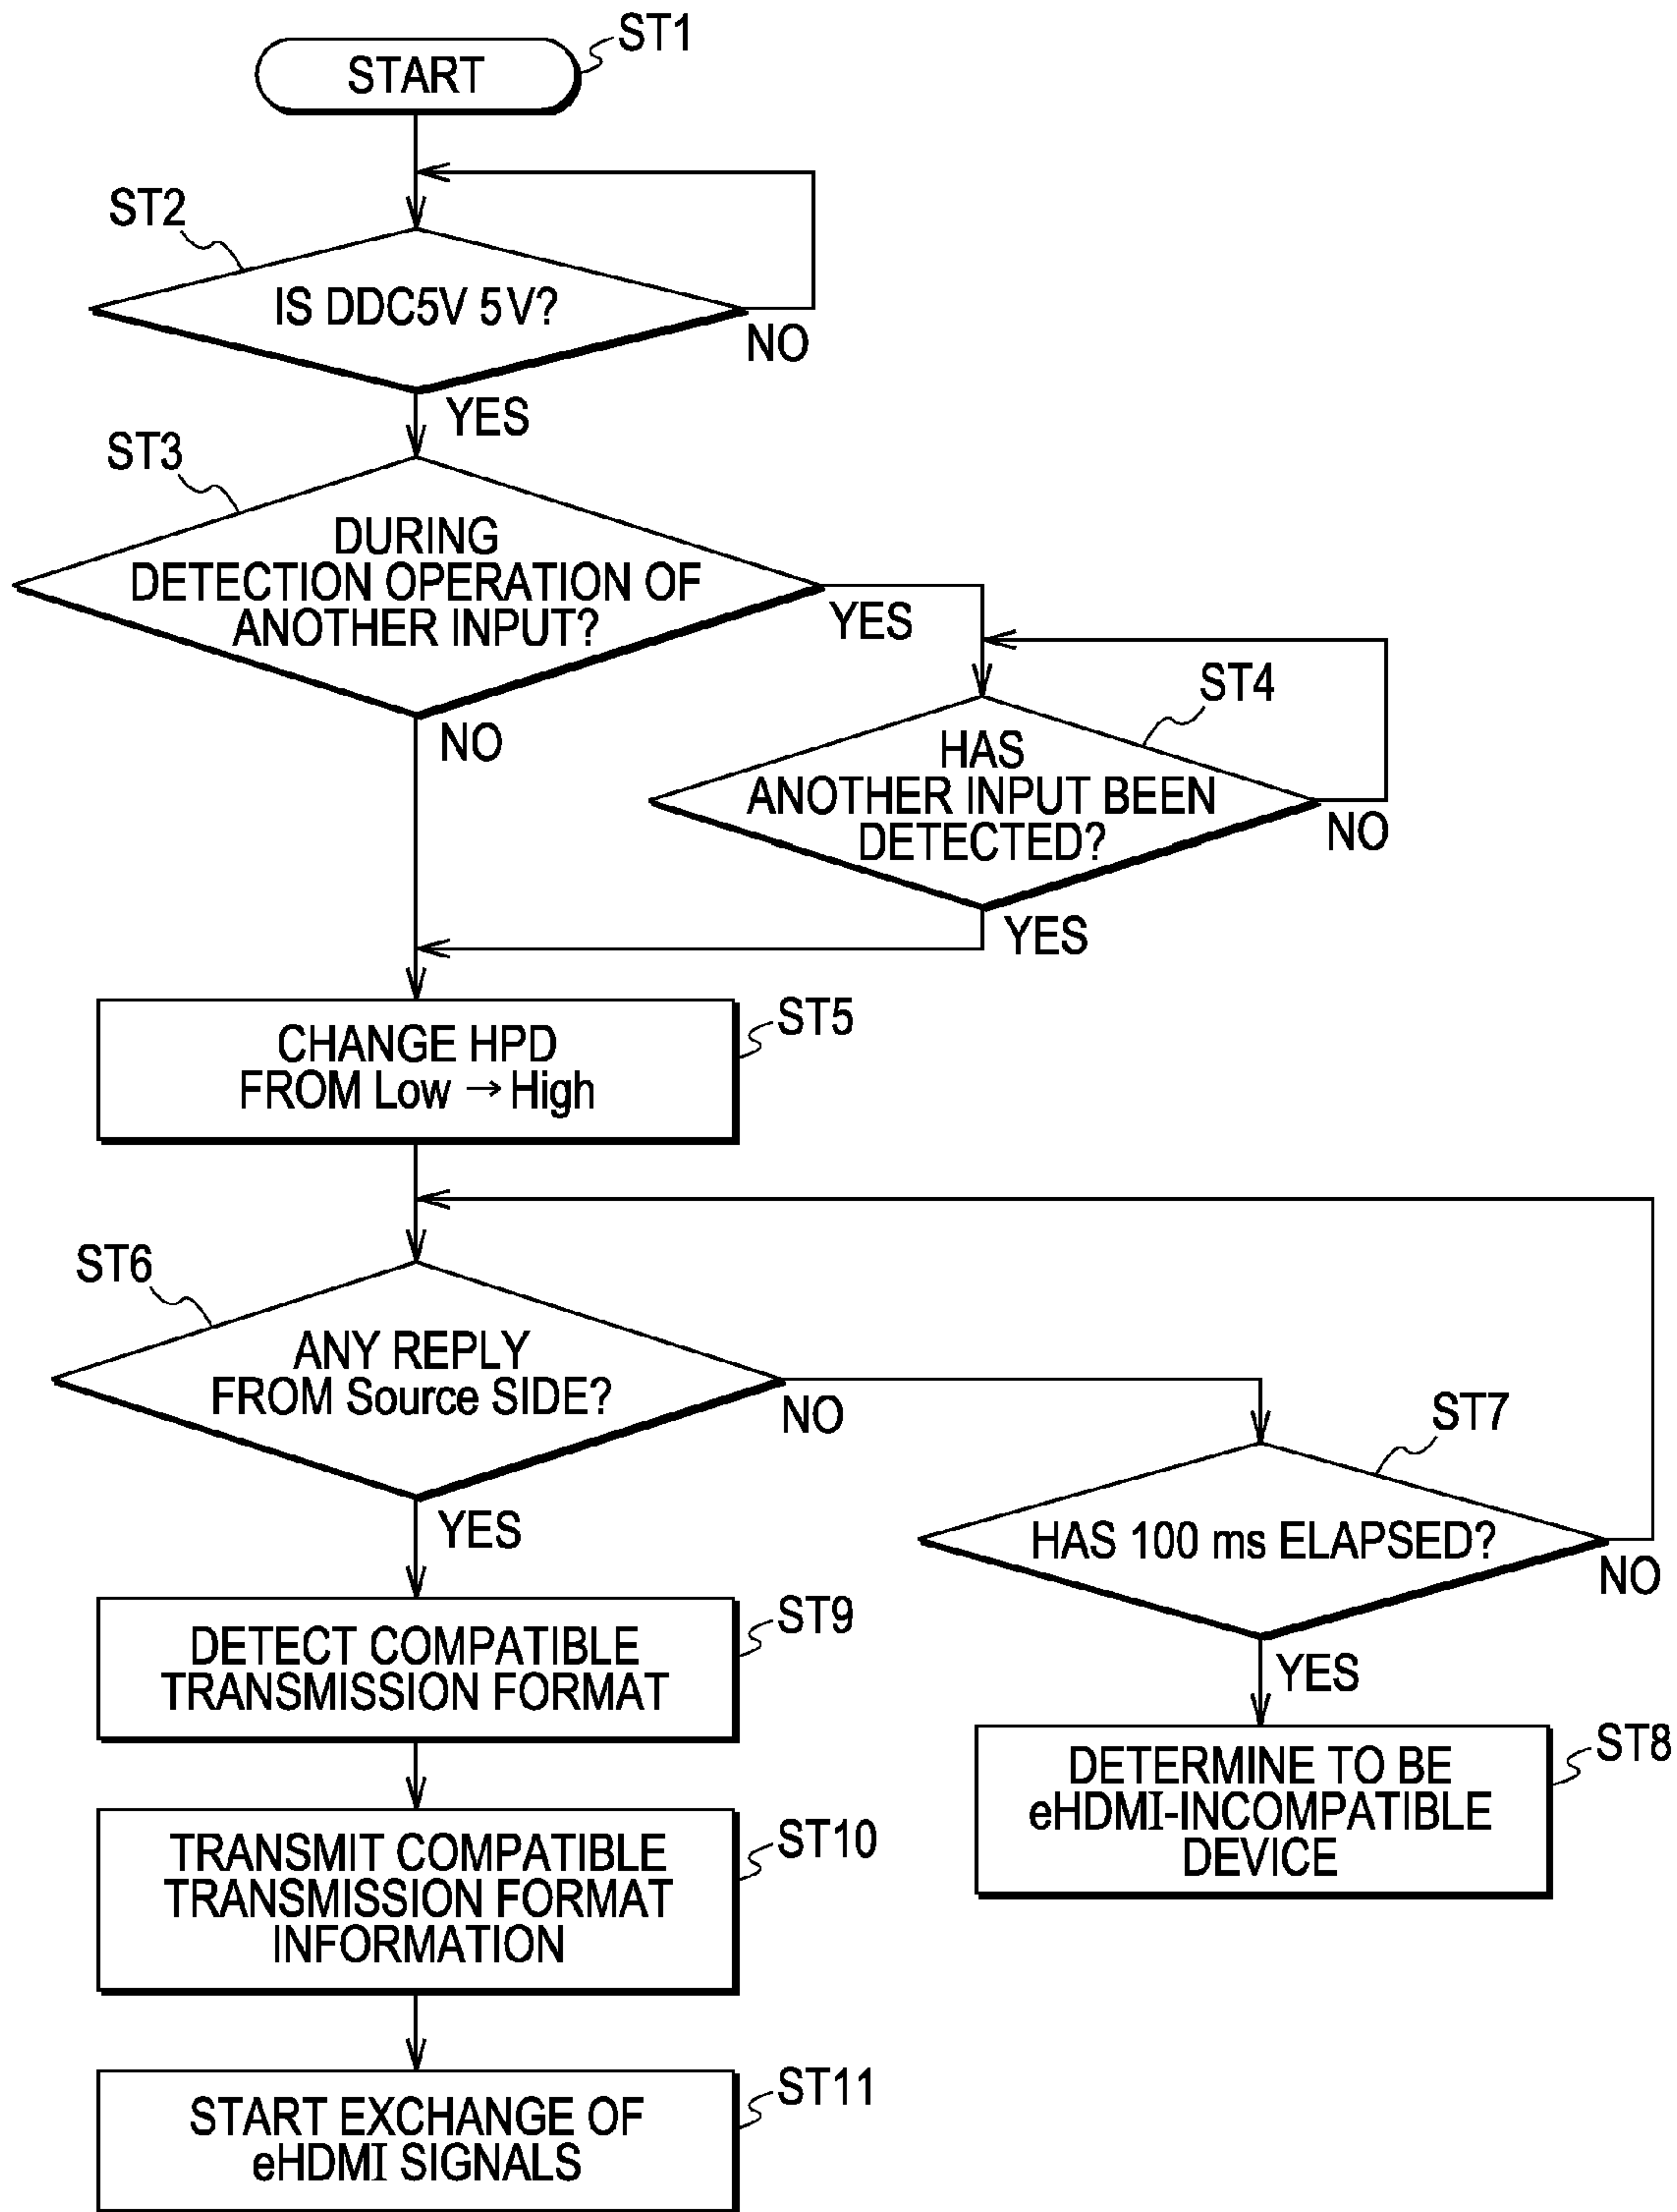 ST1
START
ST2
IS DDC5V 5V?
NO
YES
ST3
DURING
DETECTION OPERATION OF
ANOTHER INPUT?
YES
NO
ST4
HAS
ANOTHER INPUT BEEN
DETECTED?
NO
YES
ST5
CHANGE HPD
FROM Low → High
ST6
ANY REPLY
FROM Source SIDE?
NO
YES
ST7
HAS 100 ms ELAPSED?
NO
YES
ST9
DETECT COMPATIBLE
TRANSMISSION FORMAT
ST8
DETERMINE TO BE
eHDMI-INCOMPATIBLE
DEVICE
ST10
TRANSMIT COMPATIBLE
TRANSMISSION FORMAT
INFORMATION
ST11
START EXCHANGE OF
eHDMI SIGNALS